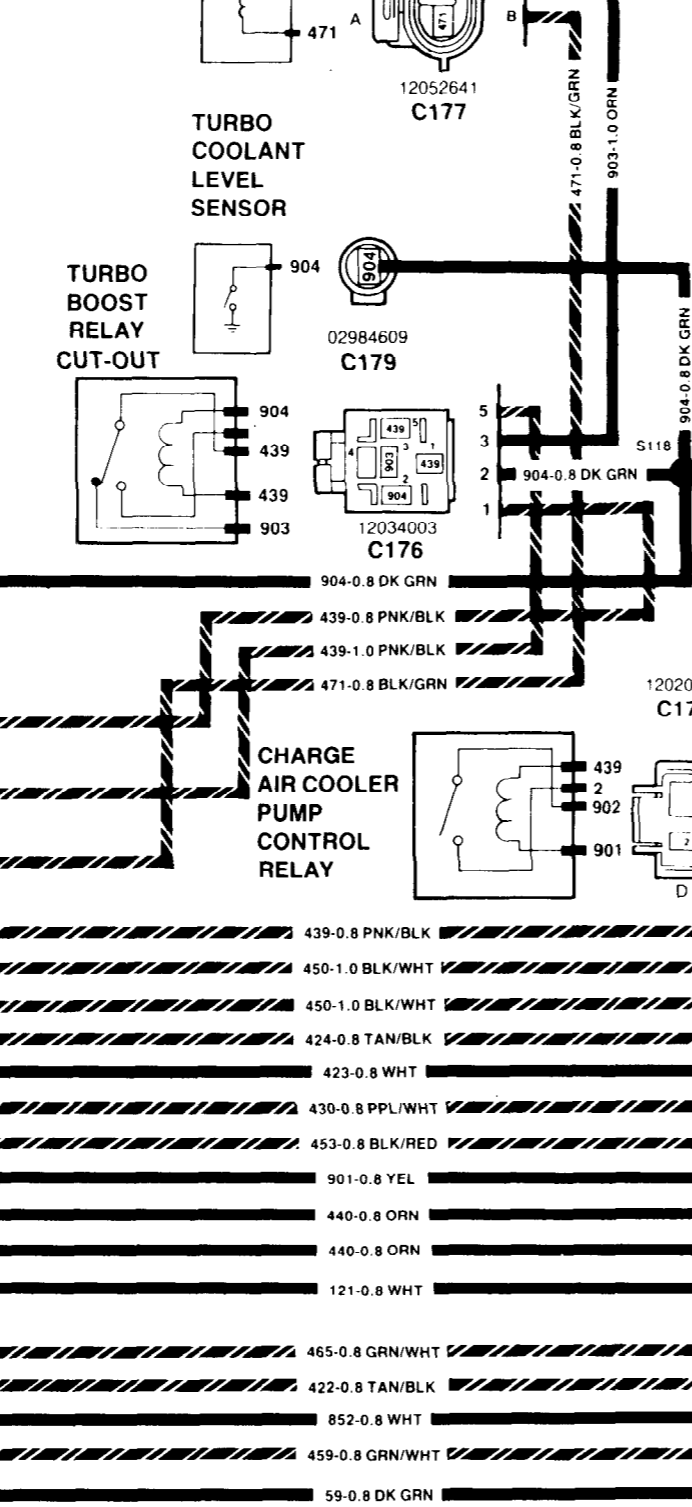 471
A
471
B
12052641
C177
471-0.8 BLK/GRN
903-1.0 ORN
TURBO
COOLANT
LEVEL
SENSOR
904
904
02984609
C179
904-0.8 DK GRN
TURBO
BOOST
RELAY
CUT-OUT
904
439
439
903
439
5
4
3
1
903
439
2
904
12034003
C176
5
3
2
904-0.8 DK GRN
S118
1
904-0.8 DK GRN
439-0.8 PNK/BLK
439-1.0 PNK/BLK
471-0.8 BLK/GRN
12020
C17
CHARGE
AIR COOLER
PUMP
CONTROL
RELAY
439
2
902
901
2
D
439-0.8 PNK/BLK
450-1.0 BLK/WHT
450-1.0 BLK/WHT
424-0.8 TAN/BLK
423-0.8 WHT
430-0.8 PPL/WHT
453-0.8 BLK/RED
901-0.8 YEL
440-0.8 ORN
440-0.8 ORN
121-0.8 WHT
465-0.8 GRN/WHT
422-0.8 TAN/BLK
852-0.8 WHT
459-0.8 GRN/WHT
59-0.8 DK GRN